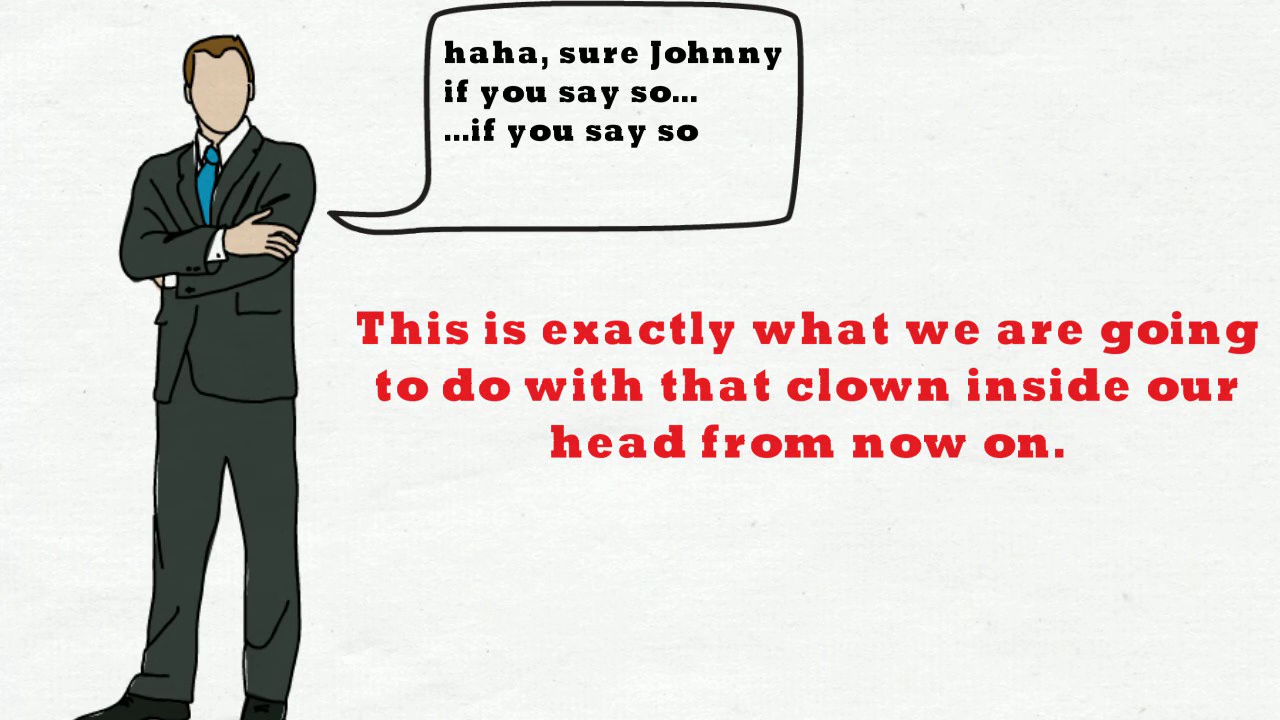 haha, sure Johnny
if you say so...
...if you say so
This is exactly what we are going
to do with that clown inside our
head from now on.